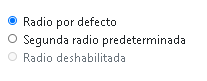 Radio por defecto
Segunda radio predeterminada
Radio deshabilitada